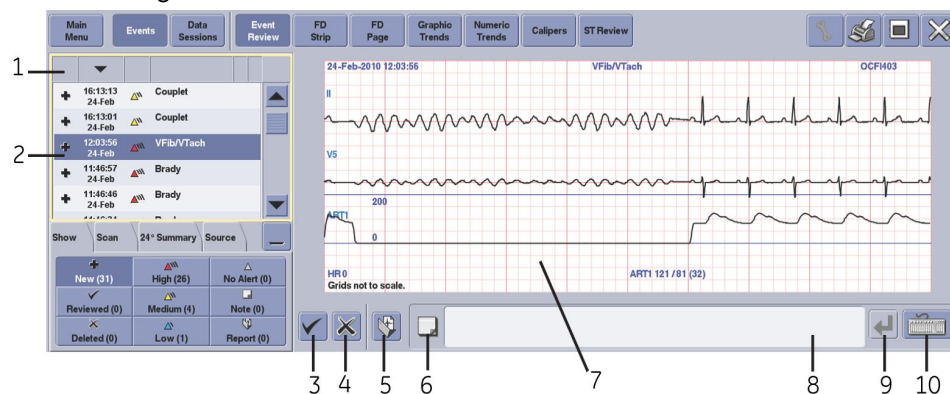 Main Menu
Events
Data Sessions
Event Review
FD Strip
FD Page
Graphic Trends
Numeric Trends
Calipers
ST Review
1
16:13:13 24-Feb Couplet
16:13:01 24-Feb Couplet
2
12:03:56 24-Feb VFib/VTach
11:46:57 24-Feb Brady
11:46:46 24-Feb Brady
Show Scan 24° Summary Source
New (31) High (26) No Alert (0)
Reviewed (0) Medium (4) Note (0)
Deleted (0) Low (1) Report (0)
24-Feb-2010 12:03:56 VFib/VTach OCFI403
II
V5
200
ART1
0
HR 0 ART1 121 /81 (32)
Grids not to scale.
3 4 5 6 7 8 9 10